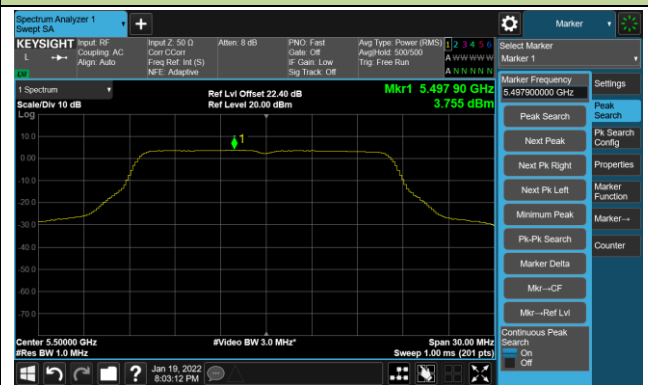 Spectrum Analyzer 1
Swept SA
+
Marker
KEYSIGHT
L
LXI
Input: RF
Coupling: AC
Align: Auto
Input Z: 50 Ω
Corr CCorr
Freq Ref: Int (S)
NFE: Adaptive
Atten: 8 dB
PNO: Fast
Gate: Off
IF Gain: Low
Sig Track: Off
Avg Type: Power (RMS)
Avg|Hold: 500/500
Trig: Free Run
1 2 3 4 5 6
A W W W W W
A N N N N N
Select Marker
Marker 1
1 Spectrum
Scale/Div 10 dB
Log
Ref Lvl Offset 22.40 dB
Ref Level 20.00 dBm
Mkr1 5.497 90 GHz
3.755 dBm
1
10.0
0.00
-10.0
-20.0
-30.0
-40.0
-50.0
-60.0
-70.0
Center 5.50000 GHz
#Res BW 1.0 MHz
#Video BW 3.0 MHz*
Span 30.00 MHz
Sweep 1.00 ms (201 pts)
Marker Frequency
5.497900000 GHz
Peak Search
Next Peak
Next Pk Right
Next Pk Left
Minimum Peak
Pk-Pk Search
Marker Delta
Mkr→CF
Mkr→Ref Lvl
Continuous Peak
Search
On
Off
Settings
Peak
Search
Pk Search
Config
Properties
Marker
Function
Marker→
Counter
?
Jan 19, 2022
8:03:12 PM